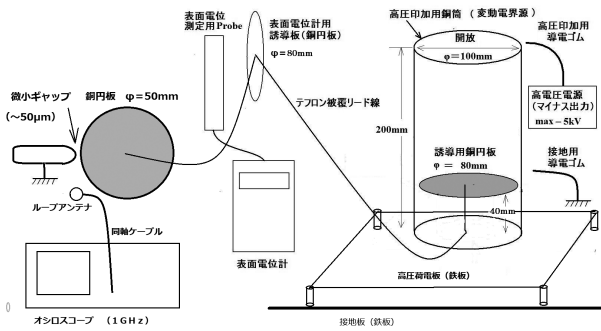 表面電位
測定用Probe
表面電位計用
誘導板(銅円板)
φ=80mm
高圧印加用銅筒(変動電界源)
開放
φ=100mm
高圧印加用
導電ゴム
微小ギャップ
(~50μm)
銅円板 φ=50mm
テフロン被覆リード線
200mm
高電圧電源
(マイナス出力)
max-5kV
誘導用銅円板
φ = 80mm
接地用
導電ゴム
40mm
ループアンテナ
同軸ケーブル
表面電位計
高圧荷電板(鉄板)
オシロスコープ (1GHz)
接地板(鉄板)